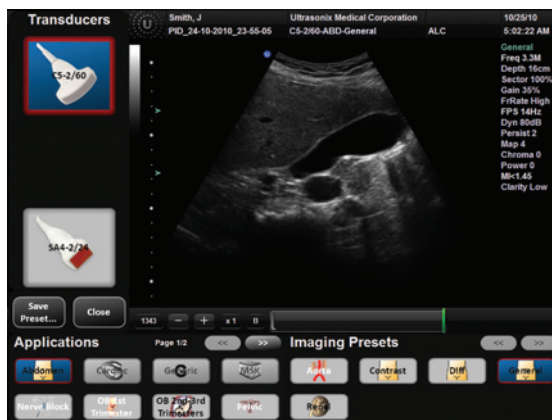 Transducers
Smith, J
PID_24-10-2010_23-55-05
Ultrasonix Medical Corporation
C5-2/60-ABD-General
ALC
10/25/10
5:02:22 AM
U
C5-2/60
SA4-2/24
General
Freq 3.3M
Depth 16cm
Sector 100%
Gain 35%
FrRate High
FPS 14Hz
Dyn 80dB
Persist 2
Map 4
Chroma 0
Power 0
MI<1.45
Clarity Low
Save
Preset...
Close
1343 − + x 1 B
Applications
Page 1/2
<< >>
Imaging Presets
<< >>
Abdomen
Cardiac
Generic
MSK
Aorta
Contrast
Diff
General
Nerve Block
OB 1st
Trimester
OB 2nd-3rd
Trimesters
Pelvic
Renal